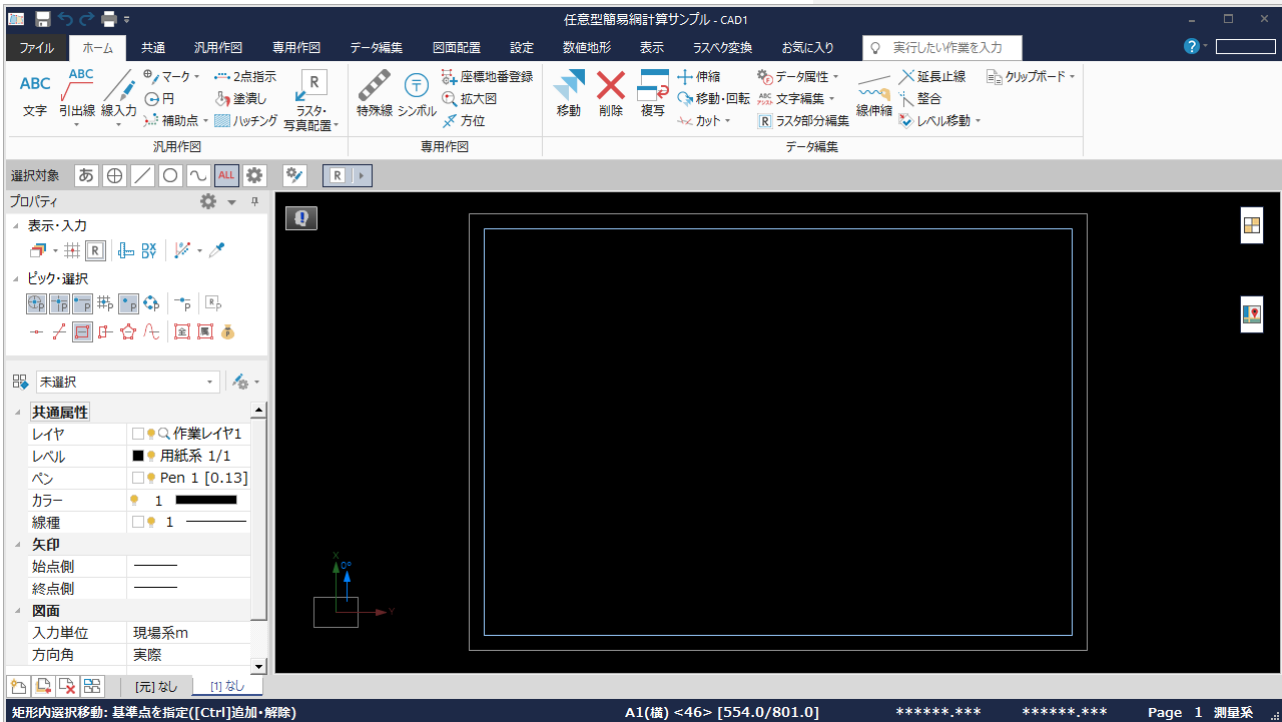 任意型簡易網計算サンプル - CAD1
ファイル ホーム 共通 汎用作図 専用作図 データ編集 図面配置 設定 数値地形 表示 ラスベク変換 お気に入り 実行したい作業を入力
ABC 文字
ABC 引出線
線入力
マーク
円
補助点
2点指示
塗潰し
ハッチング
R ラスタ・写真配置
汎用作図
特殊線
シンボル
座標地番登録
拡大図
方位
専用作図
移動
削除
複写
伸縮
移動・回転
カット
データ属性
文字編集
R ラスタ部分編集
線伸縮
延長止線
整合
レベル移動
クリップボード
データ編集
選択対象 あ ALL R
プロパティ
表示・入力
R DX DY
ピック・選択
P P P P P P P R P
全 属 P
未選択
共通属性
レイヤ 作業レイヤ1
レベル 用紙系 1/1
ペン Pen 1 [0.13]
カラー 1
線種 1
矢印
始点側
終点側
図面
入力単位 現場系m
方向角 実際
X 0° Y
[元] なし [1] なし
矩形内選択移動: 基準点を指定([Ctrl]追加・解除) A1(横) <46> [554.0/801.0] ******.*** ******.*** Page 1 測量系